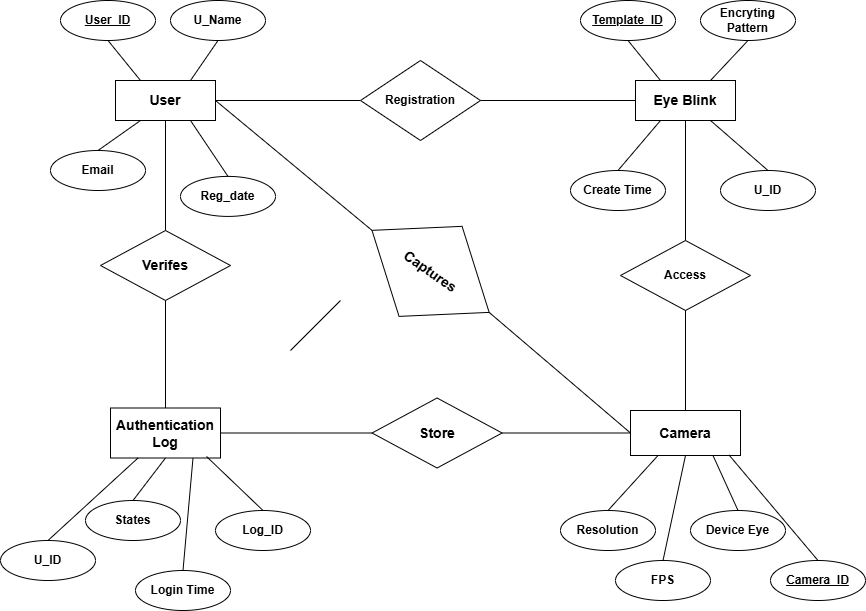 User_ID
U_Name
Template_ID
Encryting
Pattern
User
Registration
Eye Blink
Email
Reg_date
Create Time
U_ID
Verifes
Captures
Access
Authentication
Log
Store
Camera
States
Log_ID
Resolution
Device Eye
U_ID
Login Time
FPS
Camera_ID